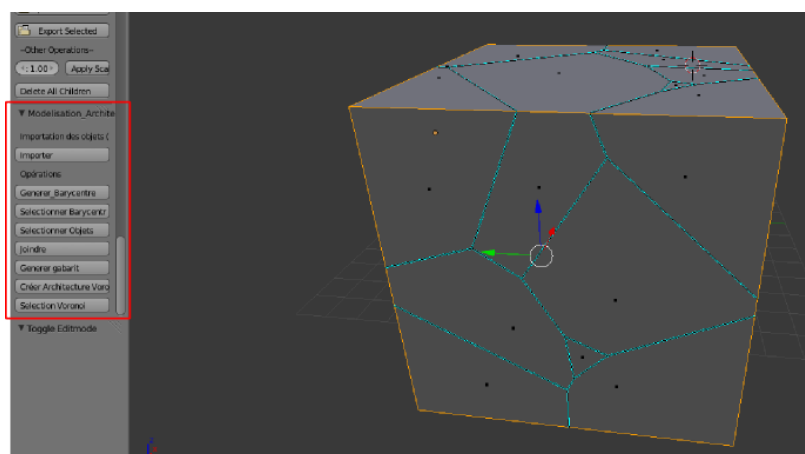 Export Selected
-Other Operations-
1.00
Apply Sca
Delete All Children
Modelisation_Archite
Importation des objets C
Importer
Opérations:
Generer_Barycentre
Selectionner Barycentr
Selectionner Objets
Joindre
Generer gabarit
Créer Architecture Voro
Selection Voronoi
Toggle Editmode